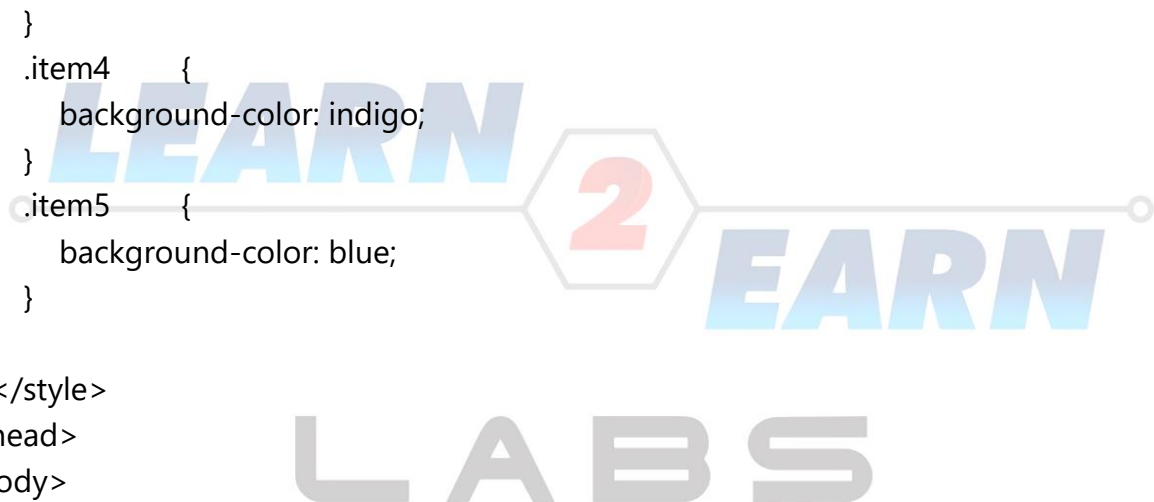 }
.item4 {
background-color: indigo;
}
.item5 {
background-color: blue;
}
</style>
head>
ody>
LEARN
2
EARN
LABS